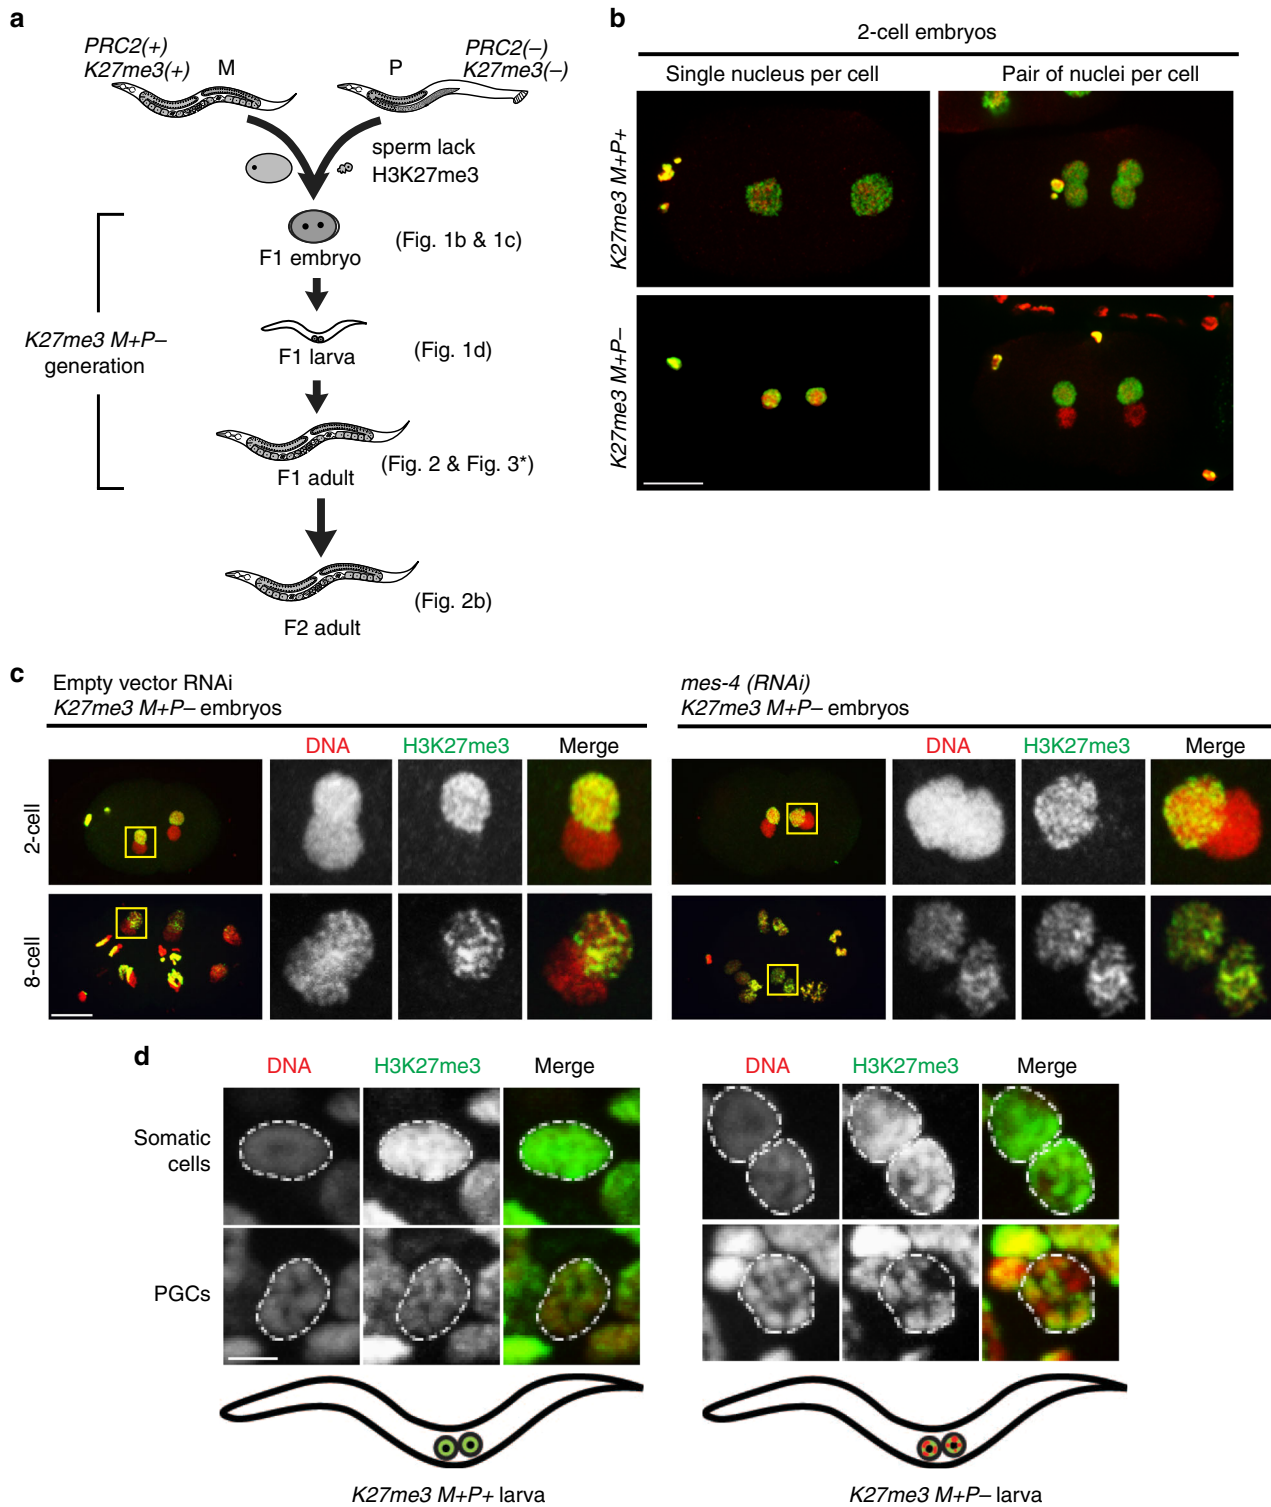 a
PRC2(+)
K27me3(+)
M
P
PRC2(–)
K27me3(–)
sperm lack
H3K27me3
(Fig. 1b & 1c)
F1 embryo
K27me3 M+P–
generation
F1 larva
(Fig. 1d)
F1 adult
(Fig. 2 & Fig. 3*)
(Fig. 2b)
F2 adult
b
2-cell embryos
Single nucleus per cell
Pair of nuclei per cell
K27me3 M+P+
K27me3 M+P–
c
Empty vector RNAi
K27me3 M+P– embryos
mes-4 (RNAi)
K27me3 M+P– embryos
DNA
H3K27me3
Merge
DNA
H3K27me3
Merge
2-cell
8-cell
d
DNA
H3K27me3
Merge
DNA
H3K27me3
Merge
Somatic
cells
PGCs
K27me3 M+P+ larva
K27me3 M+P– larva